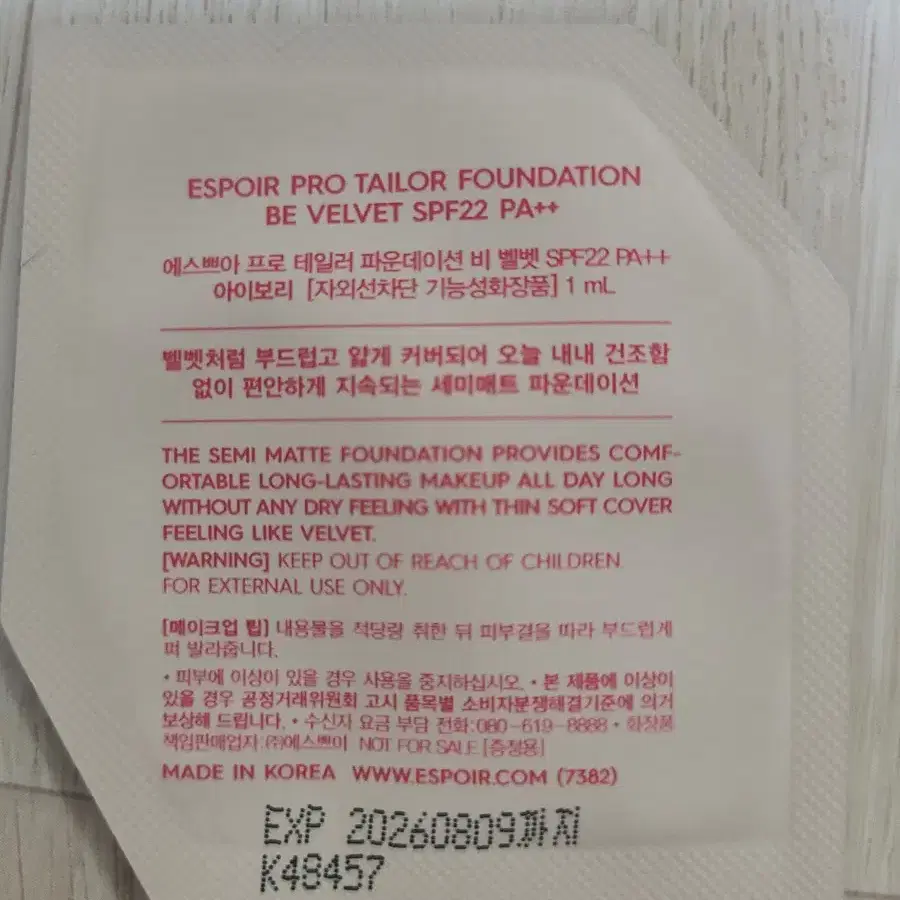 ESPOIR PRO TAILOR FOUNDATION
BE VELVET SPF22 PA++
에스쁘아 프로 테일러 파운데이션 비 벨벳 SPF22 PA++
아이보리 [자외선차단 기능성화장품] 1 mL
벨벳처럼 부드럽고 얇게 커버되어 오늘 내내 건조함
없이 편안하게 지속되는 세미매트 파운데이션
THE SEMI MATTE FOUNDATION PROVIDES COMF-
ORTABLE LONG-LASTING MAKEUP ALL DAY LONG
WITHOUT ANY DRY FEELING WITH THIN SOFT COVER
FEELING LIKE VELVET.
[WARNING] KEEP OUT OF REACH OF CHILDREN
FOR EXTERNAL USE ONLY.
[메이크업 팁] 내용물을 적당량 취한 뒤 피부결을 따라 부드럽게
펴 발라줍니다.
• 피부에 이상이 있을 경우 사용을 중지하십시오. • 본 제품에 이상이
있을 경우 공정거래위원회 고시 품목별 소비자분쟁해결기준에 의거
보상해 드립니다. • 수신자 요금 부담 전화:080-619-8888 • 화장품
책임판매업자:㈜에스쁘아 NOT FOR SALE [증정용]
MADE IN KOREA WWW.ESPOIR.COM (7382)
EXP 20260809까지
K48457